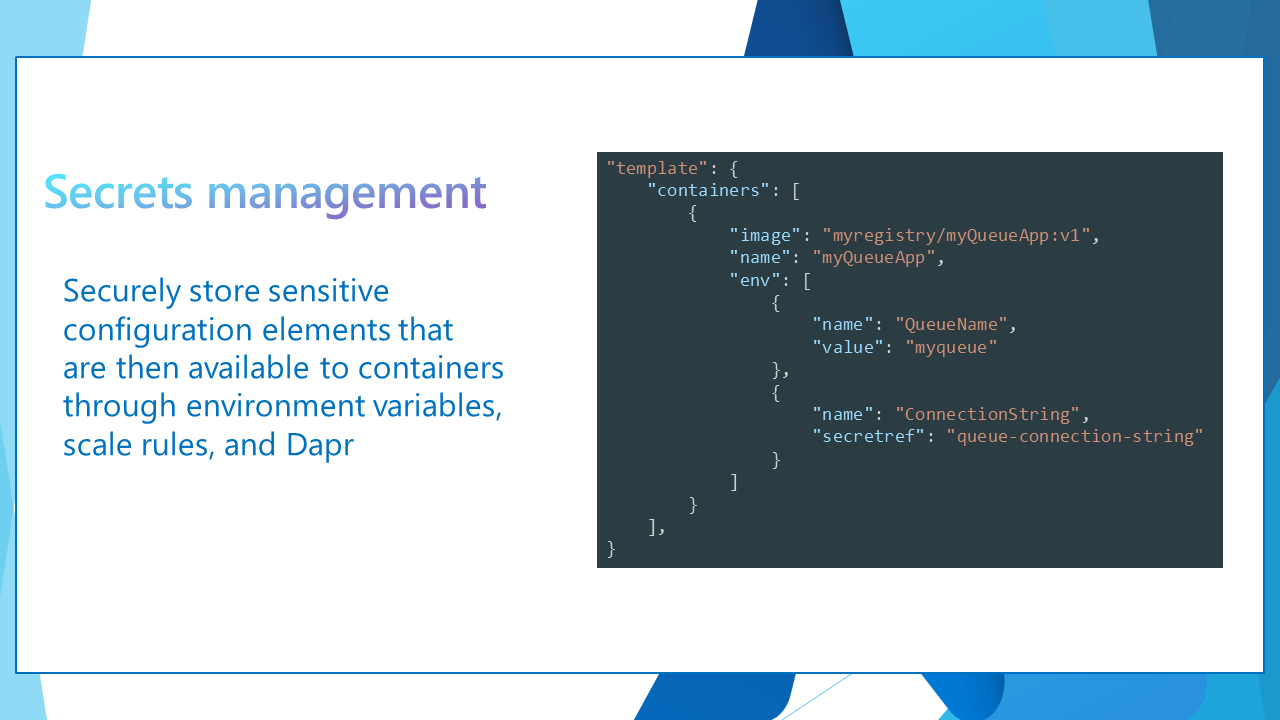 Secrets management
Securely store sensitive
configuration elements that
are then available to containers
through environment variables,
scale rules, and Dapr
"template": {
    "containers": [
        {
            "image": "myregistry/myQueueApp:v1",
            "name": "myQueueApp",
            "env": [
                {
                    "name": "QueueName",
                    "value": "myqueue"
                },
                {
                    "name": "ConnectionString",
                    "secretref": "queue-connection-string"
                }
            ]
        }
    ],
}